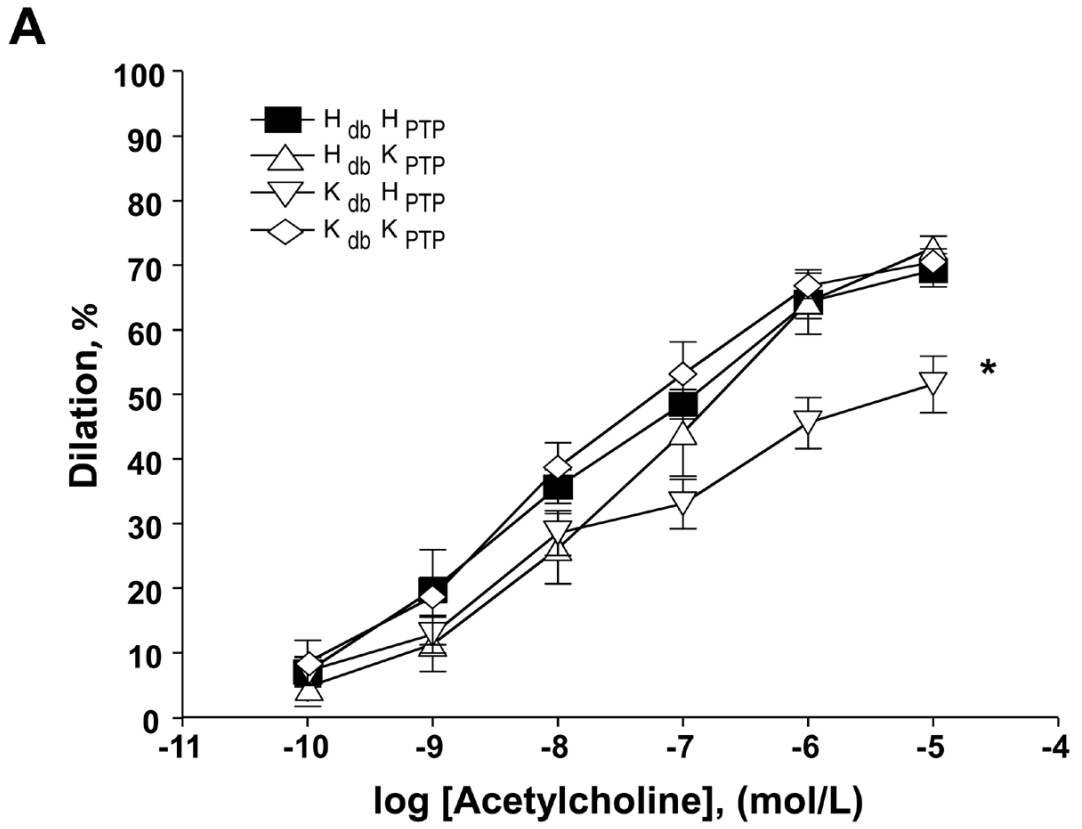 A
100
90
80
70
60
50
40
30
20
10
0
Dilation, %
H db H PTP
H db K PTP
K db H PTP
K db K PTP
*
-11 -10 -9 -8 -7 -6 -5 -4
log [Acetylcholine], (mol/L)